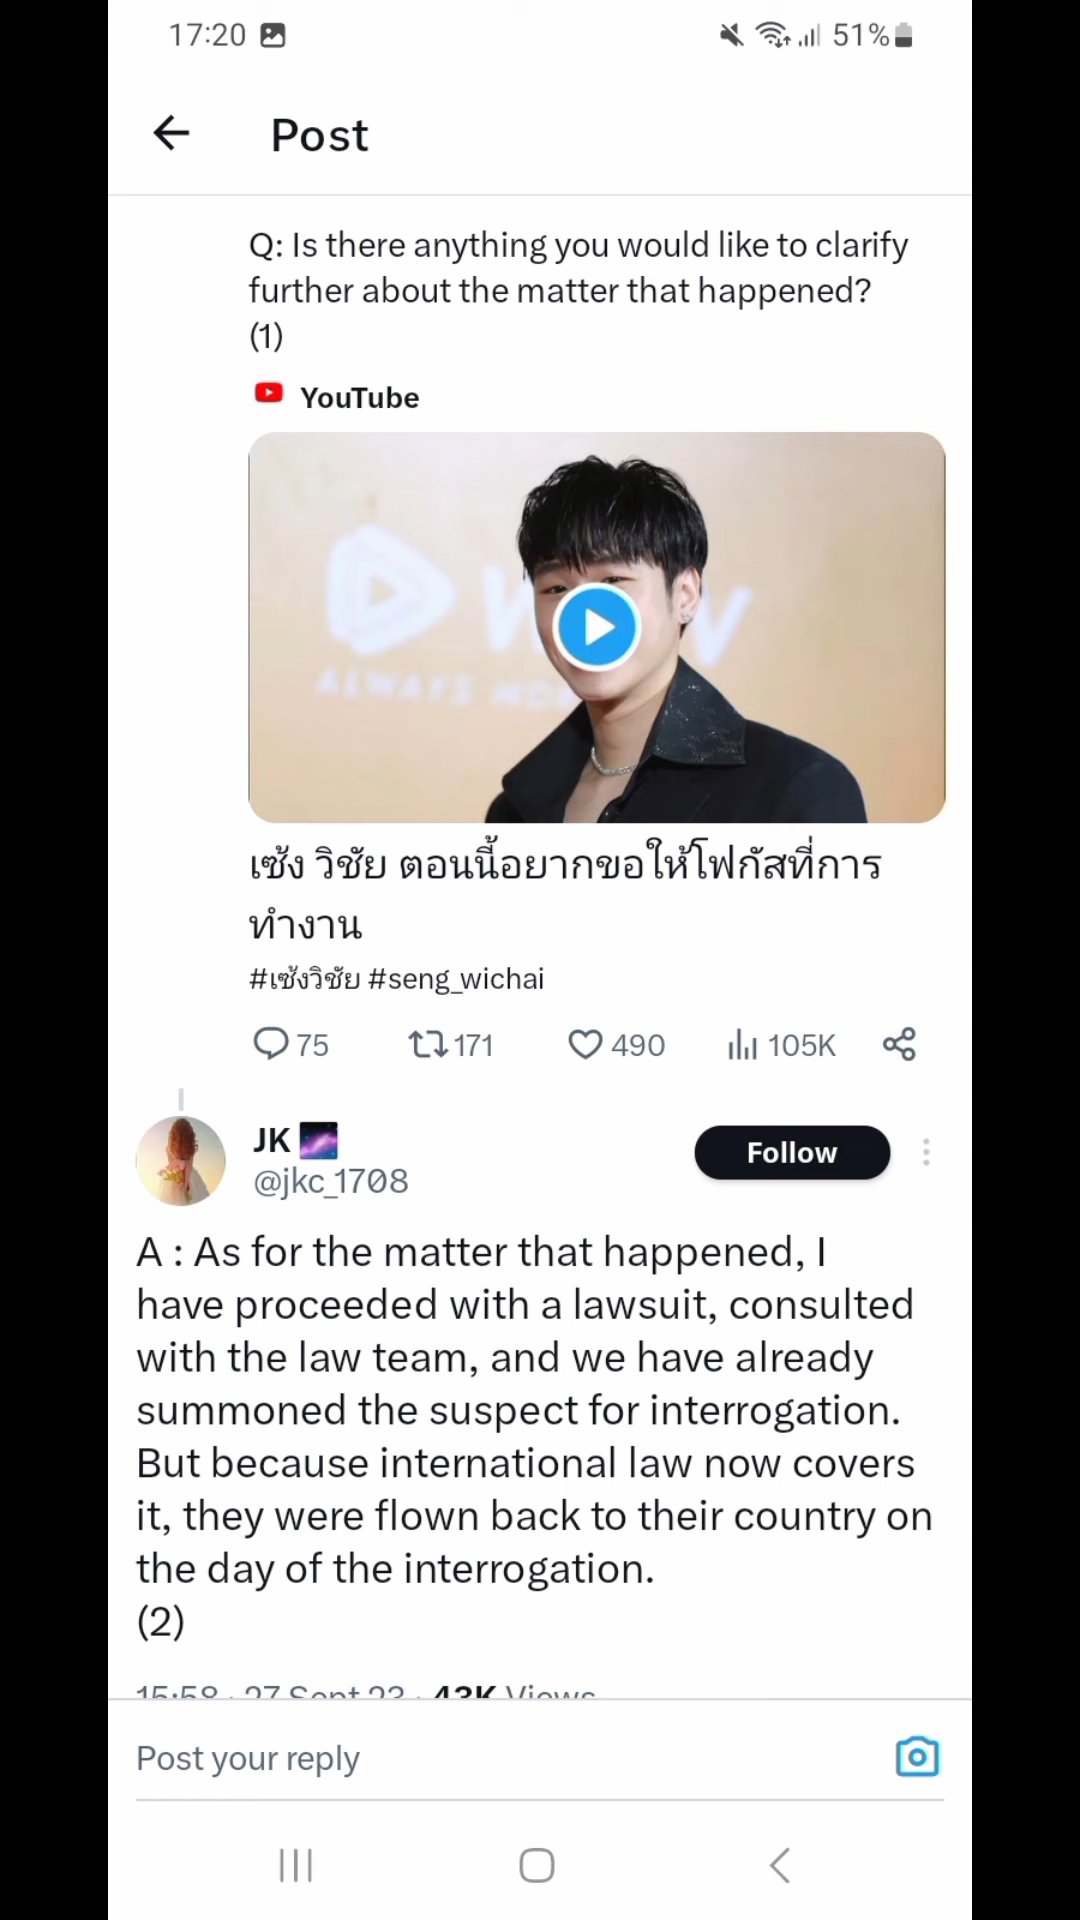 17:20
51%
Post
Q: Is there anything you would like to clarify
further about the matter that happened?
(1)
YouTube
ALWAYS
เซ้ง วิชัย ตอนนี้อยากขอให้โฟกัสที่การ
ทำงาน
#เซ้งวิชัย #seng_wichai
75 171 490 105K
JK
@jkc_1708
Follow
A : As for the matter that happened, I
have proceeded with a lawsuit, consulted
with the law team, and we have already
summoned the suspect for interrogation.
But because international law now covers
it, they were flown back to their country on
the day of the interrogation.
(2)
15:58 · 27 Sept 23 · 43K Views
Post your reply